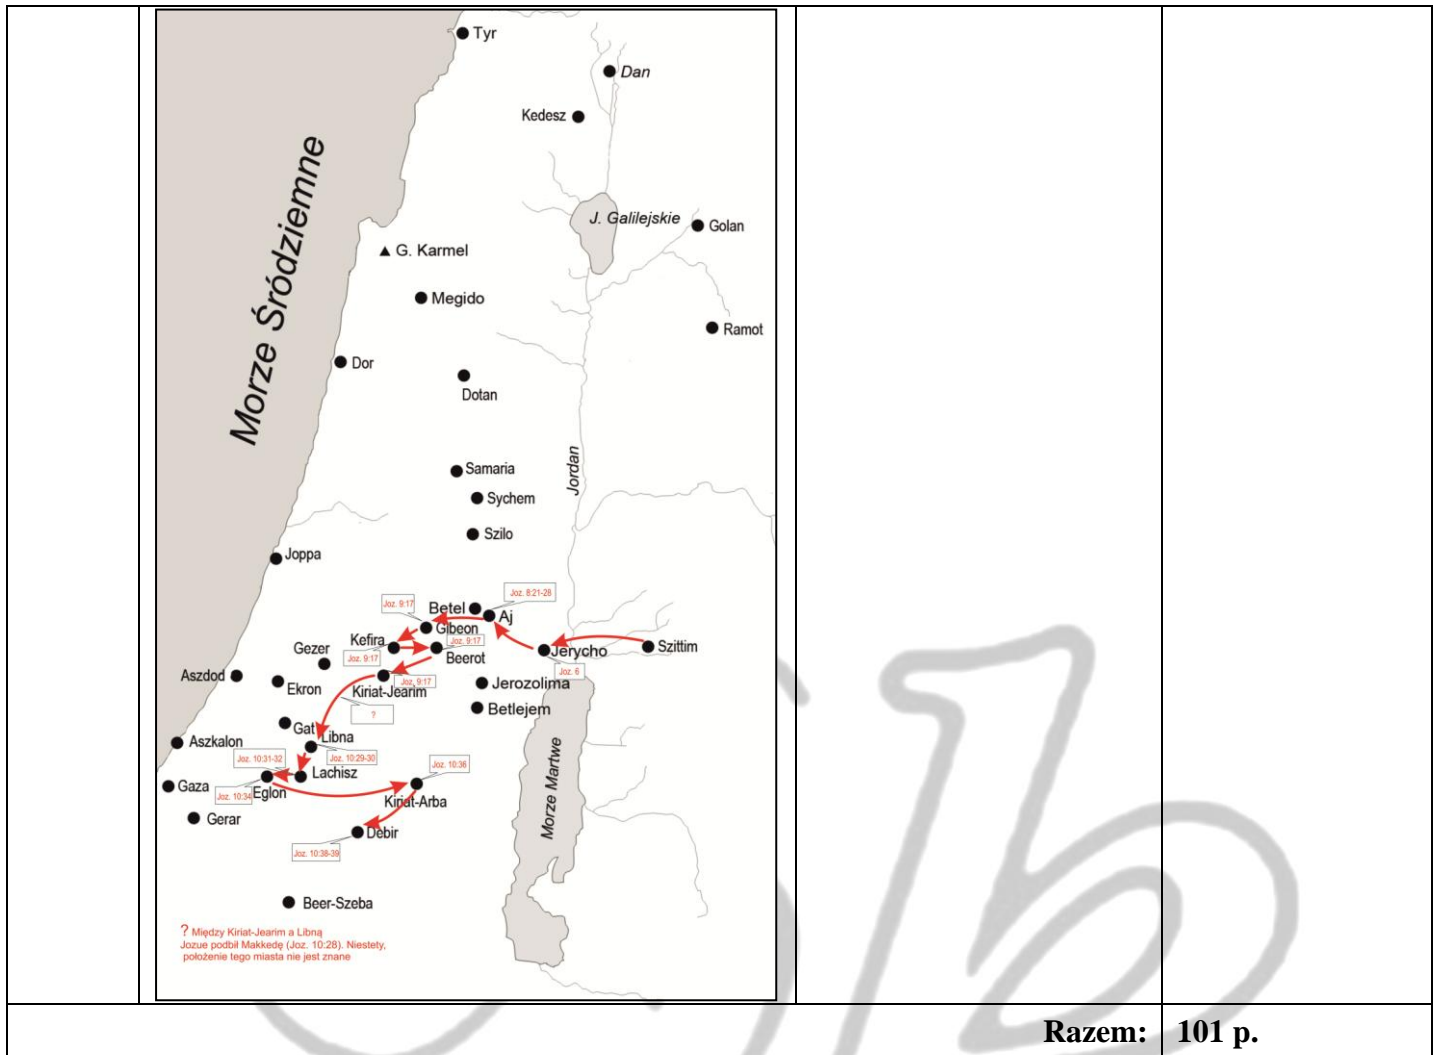 Tyr
Dan
Kedesz
J. Galilejskie
Golan
Morze Śródziemne
G. Karmel
Megido
Ramot
Dor
Dotan
Samaria
Jordan
Sychem
Szilo
Joppa
Joz. 8:21-28
Joz. 9:17
Betel
Aj
Gibeon
Kefira
Joz. 9:17
Gezer
Beerot
Jerycho
Szittim
Joz. 9:17
Joz. 6
Aszdod
Ekron
Joz. 9:17
Kiriat-Jearim
Jerozolima
?
Betlejem
Gat
Libna
Aszkalon
Joz. 10:31-32
Joz. 10:29-30
Joz. 10:36
Lachisz
Gaza
Joz. 10:34
Eglon
Kiriat-Arba
Morze Martwe
Gerar
Debir
Joz. 10:38-39
Beer-Szeba
? Między Kiriat-Jearim a Libną
Jozue podbił Makkedę (Joz. 10:28). Niestety,
położenie tego miasta nie jest znane
Razem: 101 p.